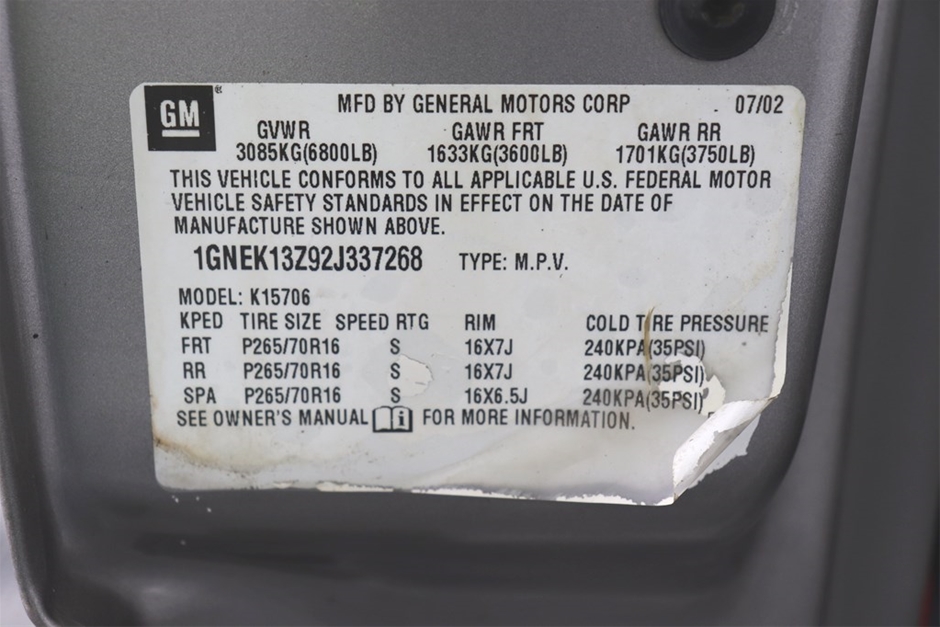 GM ® MFD BY GENERAL MOTORS CORP 07/02
GVWR GAWR FRT GAWR RR
3085KG(6800LB) 1633KG(3600LB) 1701KG(3750LB)
THIS VEHICLE CONFORMS TO ALL APPLICABLE U.S. FEDERAL MOTOR
VEHICLE SAFETY STANDARDS IN EFFECT ON THE DATE OF
MANUFACTURE SHOWN ABOVE.
1GNEK13Z92J337268 TYPE: M.P.V.
MODEL: K15706
KPED TIRE SIZE SPEED RTG RIM COLD TIRE PRESSURE
FRT P265/70R16 S 16X7J 240KPA(35PSI)
RR P265/70R16 S 16X7J 240KPA(35PSI)
SPA P265/70R16 S 16X6.5J 240KPA(35PSI)
SEE OWNER'S MANUAL i FOR MORE INFORMATION.